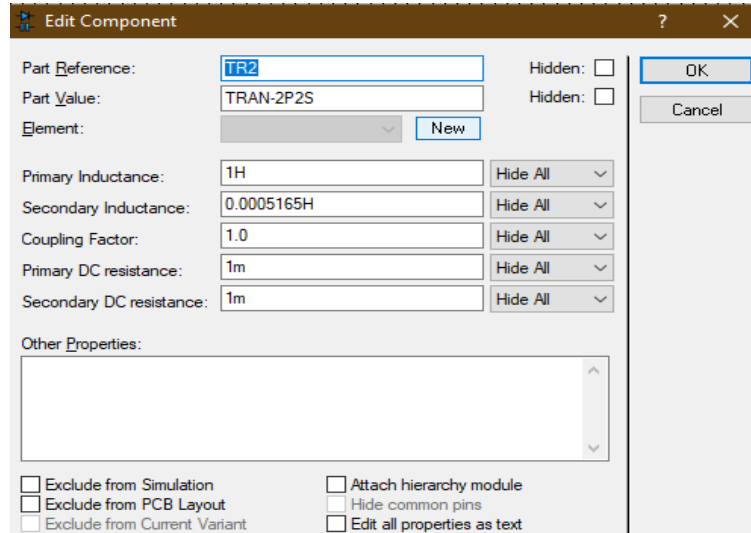 Edit Component ? ✕
Part Reference: TR2 Hidden: OK
Part Value: TRAN-2P2S Hidden: Cancel
Element: New
Primary Inductance: 1H Hide All
Secondary Inductance: 0.0005165H Hide All
Coupling Factor: 1.0 Hide All
Primary DC resistance: 1m Hide All
Secondary DC resistance: 1m Hide All
Other Properties:
Exclude from Simulation Attach hierarchy module
Exclude from PCB Layout Hide common pins
Exclude from Current Variant Edit all properties as text